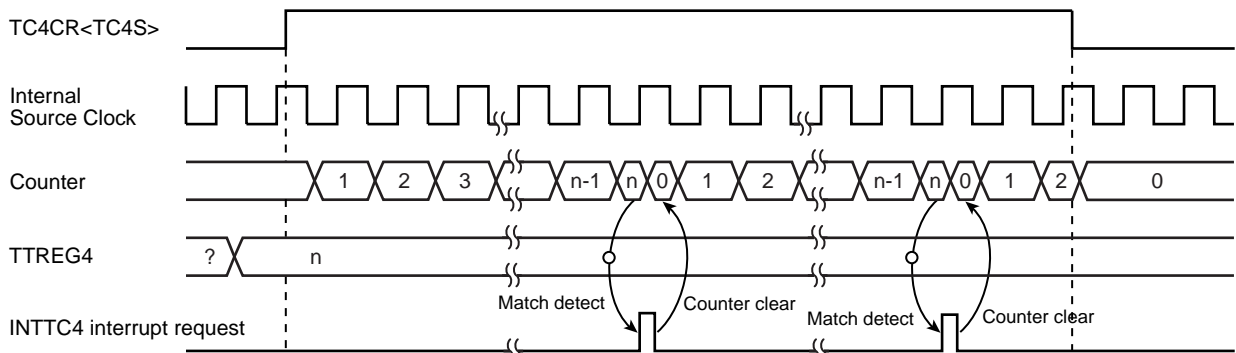 TC4CR<TC4S>
Internal
Source Clock
Counter
1 2 3 n-1 n 0 1 2 n-1 n 0 1 2 0
TTREG4
? n
Match detect Counter clear Match detect Counter clear
INTTC4 interrupt request